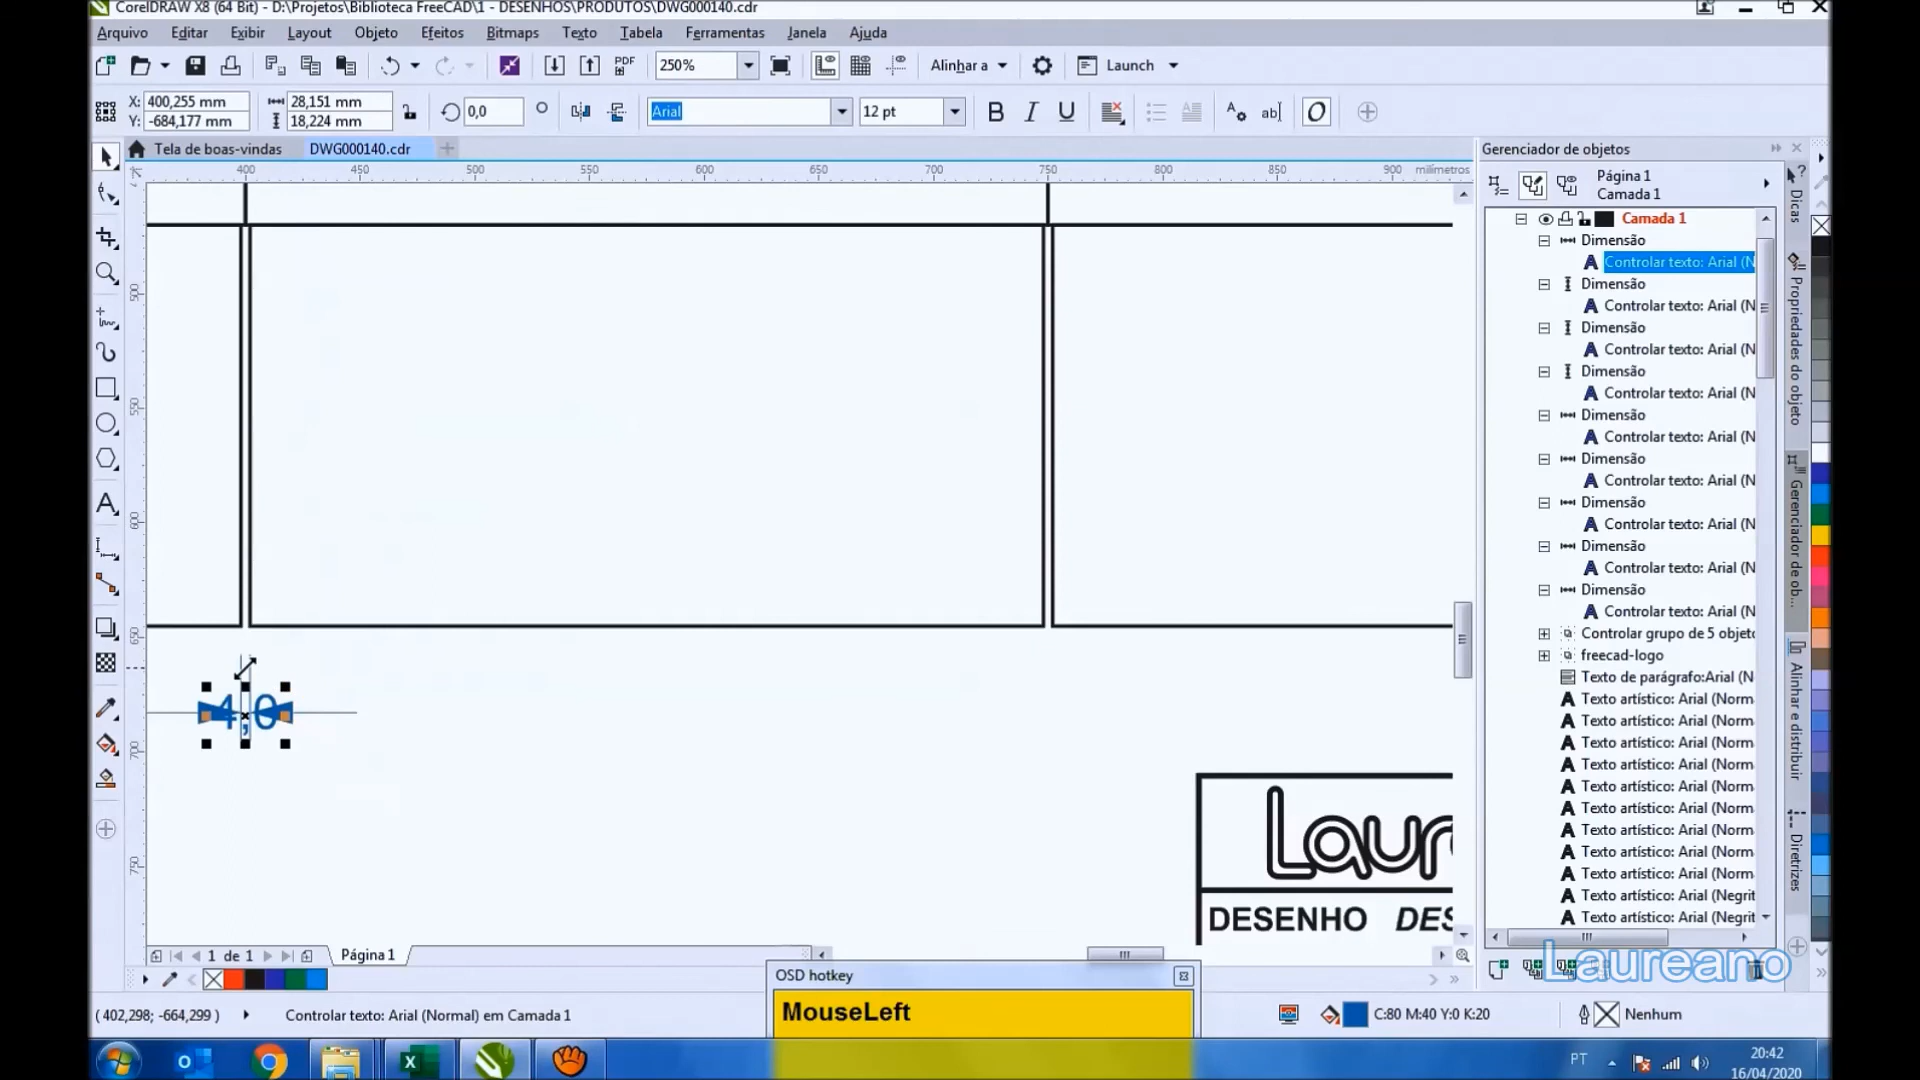 CorelDRAW X8 (64 Bit) - D:\Projetos\Biblioteca FreeCAD\1 - DESENHOS\PRODUTOS\DWG000140.cdr
Arquivo Editar Exibir Layout Objeto Efeitos Bitmaps Texto Tabela Ferramentas Janela Ajuda
PDF 250% Alinhar a Launch
X: 400,255 mm 28,151 mm 0,0 Arial 12 pt B I U ab O
Y: -684,177 mm 18,224 mm
Tela de boas-vindas DWG000140.cdr
400 450 500 550 600 650 700 750 800 850 900 milímetros
500
550
600
650
700
750
4,0
Laur
DESENHO DES
Gerenciador de objetos
Página 1
Camada 1
Camada 1
Dimensão
Controlar texto: Arial (N
Dimensão
Controlar texto: Arial (N
Dimensão
Controlar texto: Arial (N
Dimensão
Controlar texto: Arial (N
Dimensão
Controlar texto: Arial (N
Dimensão
Controlar texto: Arial (N
Dimensão
Controlar texto: Arial (N
Dimensão
Controlar texto: Arial (N
Dimensão
Controlar texto: Arial (N
Controlar grupo de 5 objeto
freecad-logo
Texto de parágrafo:Arial (N
Texto artístico: Arial (Norm
Texto artístico: Arial (Norm
Texto artístico: Arial (Norm
Texto artístico: Arial (Norm
Texto artístico: Arial (Norm
Texto artístico: Arial (Norm
Texto artístico: Arial (Norm
Texto artístico: Arial (Norm
Texto artístico: Arial (Norm
Texto artístico: Arial (Negrit
Texto artístico: Arial (Negrit
Dicas
Propriedades do objeto
Gerenciador de ob...
Alinhar e distribuir
Diretrizes
Laureano
1 de 1 Página 1
OSD hotkey
MouseLeft
( 402,298; -664,299 ) Controlar texto: Arial (Normal) em Camada 1
C:80 M:40 Y:0 K:20 Nenhum
PT 20:42
16/04/2020